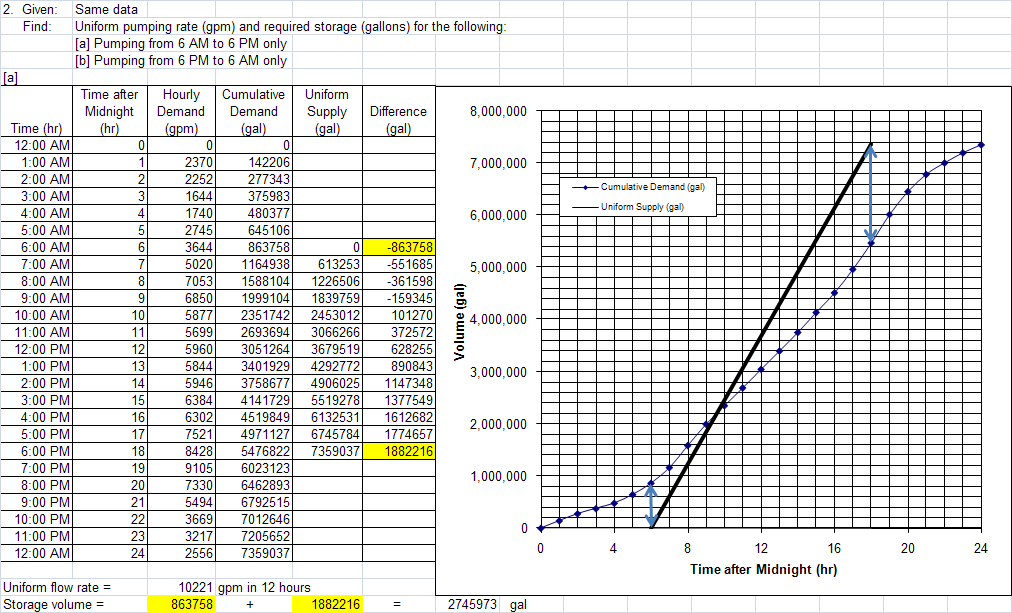 2. Given: Same data
Find: Uniform pumping rate (gpm) and required storage (gallons) for the following:
[a] Pumping from 6 AM to 6 PM only
[b] Pumping from 6 PM to 6 AM only
[a]
Time after Hourly Cumulative Uniform
Midnight Demand Demand Supply Difference
Time (hr) (hr) (gpm) (gal) (gal) (gal)
12:00 AM 0 0 0
1:00 AM 1 2370 142206
2:00 AM 2 2252 277343
3:00 AM 3 1644 375983
4:00 AM 4 1740 480377
5:00 AM 5 2745 645106
6:00 AM 6 3644 863758 0 -863758
7:00 AM 7 5020 1164938 613253 -551685
8:00 AM 8 7053 1588104 1226506 -361598
9:00 AM 9 6850 1999104 1839759 -159345
10:00 AM 10 5877 2351742 2453012 101270
11:00 AM 11 5699 2693694 3066266 372572
12:00 PM 12 5960 3051264 3679519 628255
1:00 PM 13 5844 3401929 4292772 890843
2:00 PM 14 5946 3758677 4906025 1147348
3:00 PM 15 6384 4141729 5519278 1377549
4:00 PM 16 6302 4519849 6132531 1612682
5:00 PM 17 7521 4971127 6745784 1774657
6:00 PM 18 8428 5476822 7359037 1882216
7:00 PM 19 9105 6023123
8:00 PM 20 7330 6462893
9:00 PM 21 5494 6792515
10:00 PM 22 3669 7012646
11:00 PM 23 3217 7205652
12:00 AM 24 2556 7359037
8,000,000
7,000,000
6,000,000
5,000,000
4,000,000
3,000,000
2,000,000
1,000,000
0
Volume (gal)
Cumulative Demand (gal)
Uniform Supply (gal)
0 4 8 12 16 20 24
Time after Midnight (hr)
Uniform flow rate = 10221 gpm in 12 hours
Storage volume = 863758 + 1882216 = 2745973 gal